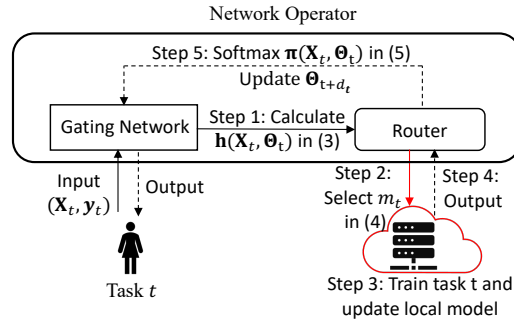 Network Operator
Step 5: Softmax π(X_t, Θ_t) in (5)
Update Θ_{t+d_t}
Gating Network
Step 1: Calculate
h(X_t, Θ_t) in (3)
Router
Input
(X_t, y_t)
Output
Step 2:
Select m_t
in (4)
Step 4:
Output
Task t
Step 3: Train task t and
update local model